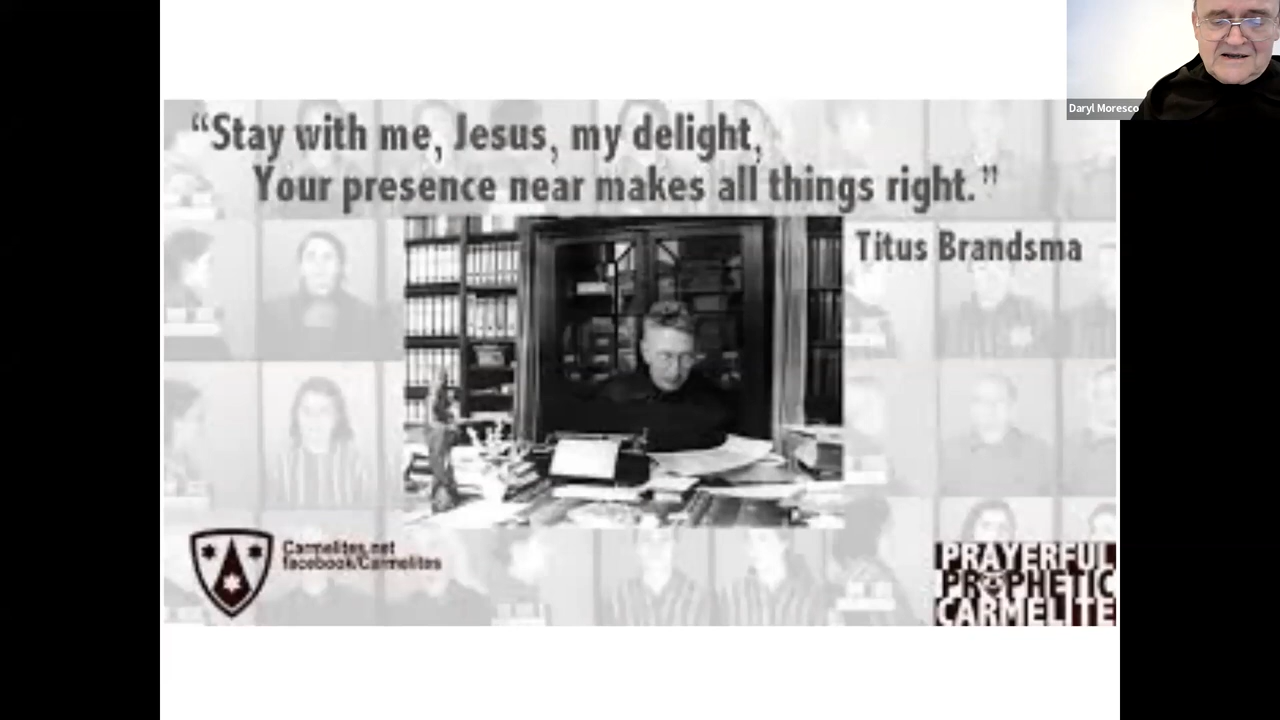 “Stay with me, Jesus, my delight,
Your presence near makes all things right.”
Titus Brandsma
Carmelites.net
facebook/Carmelites
PRAYERFUL
PROPHETIC
CARMELITE
Daryl Moresco